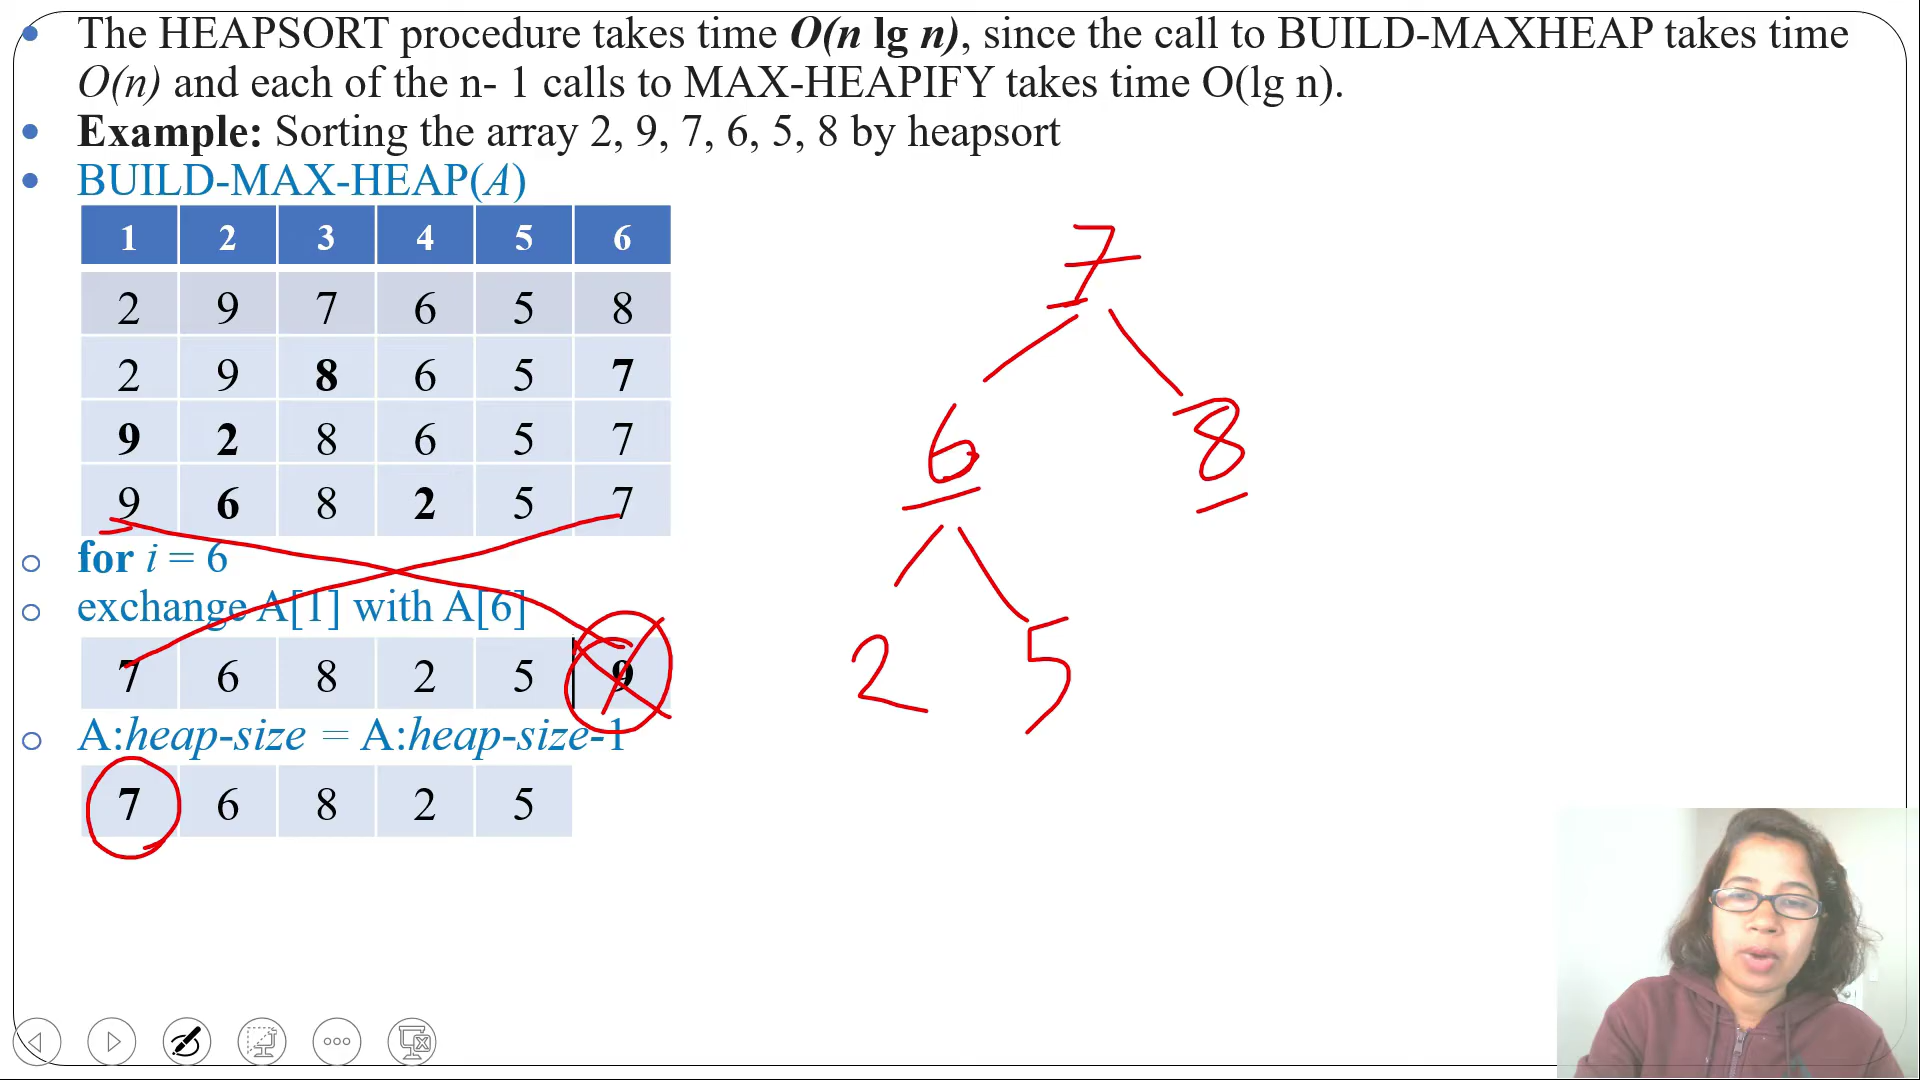 The HEAPSORT procedure takes time O(n lg n), since the call to BUILD-MAXHEAP takes time
O(n) and each of the n- 1 calls to MAX-HEAPIFY takes time O(lg n).
Example: Sorting the array 2, 9, 7, 6, 5, 8 by heapsort
BUILD-MAX-HEAP(A)
1 2 3 4 5 6
2 9 7 6 5 8
2 9 8 6 5 7
9 2 8 6 5 7
9 6 8 2 5 7
for i = 6
exchange A[1] with A[6]
7 6 8 2 5 9
A:heap-size = A:heap-size-1
7 6 8 2 5
7
6 8
2 5